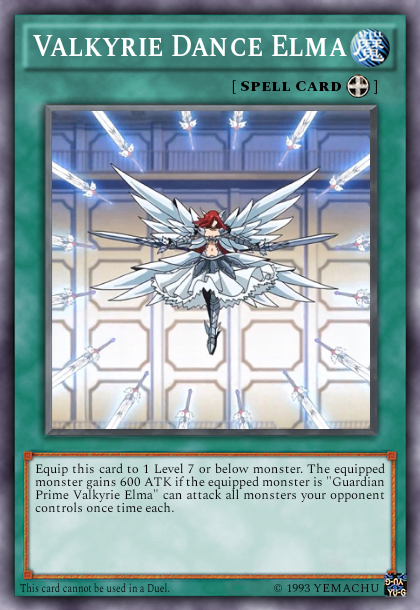 VALKYRIE DANCE ELMA 魔
[ SPELL CARD ]
Equip this card to 1 Level 7 or below monster. The equipped
monster gains 600 ATK if the equipped monster is "Guardian
Prime Valkyrie Elma" can attack all monsters your opponent
controls once time each.
This card cannot be used in a Duel. © 1993 YEMACHU